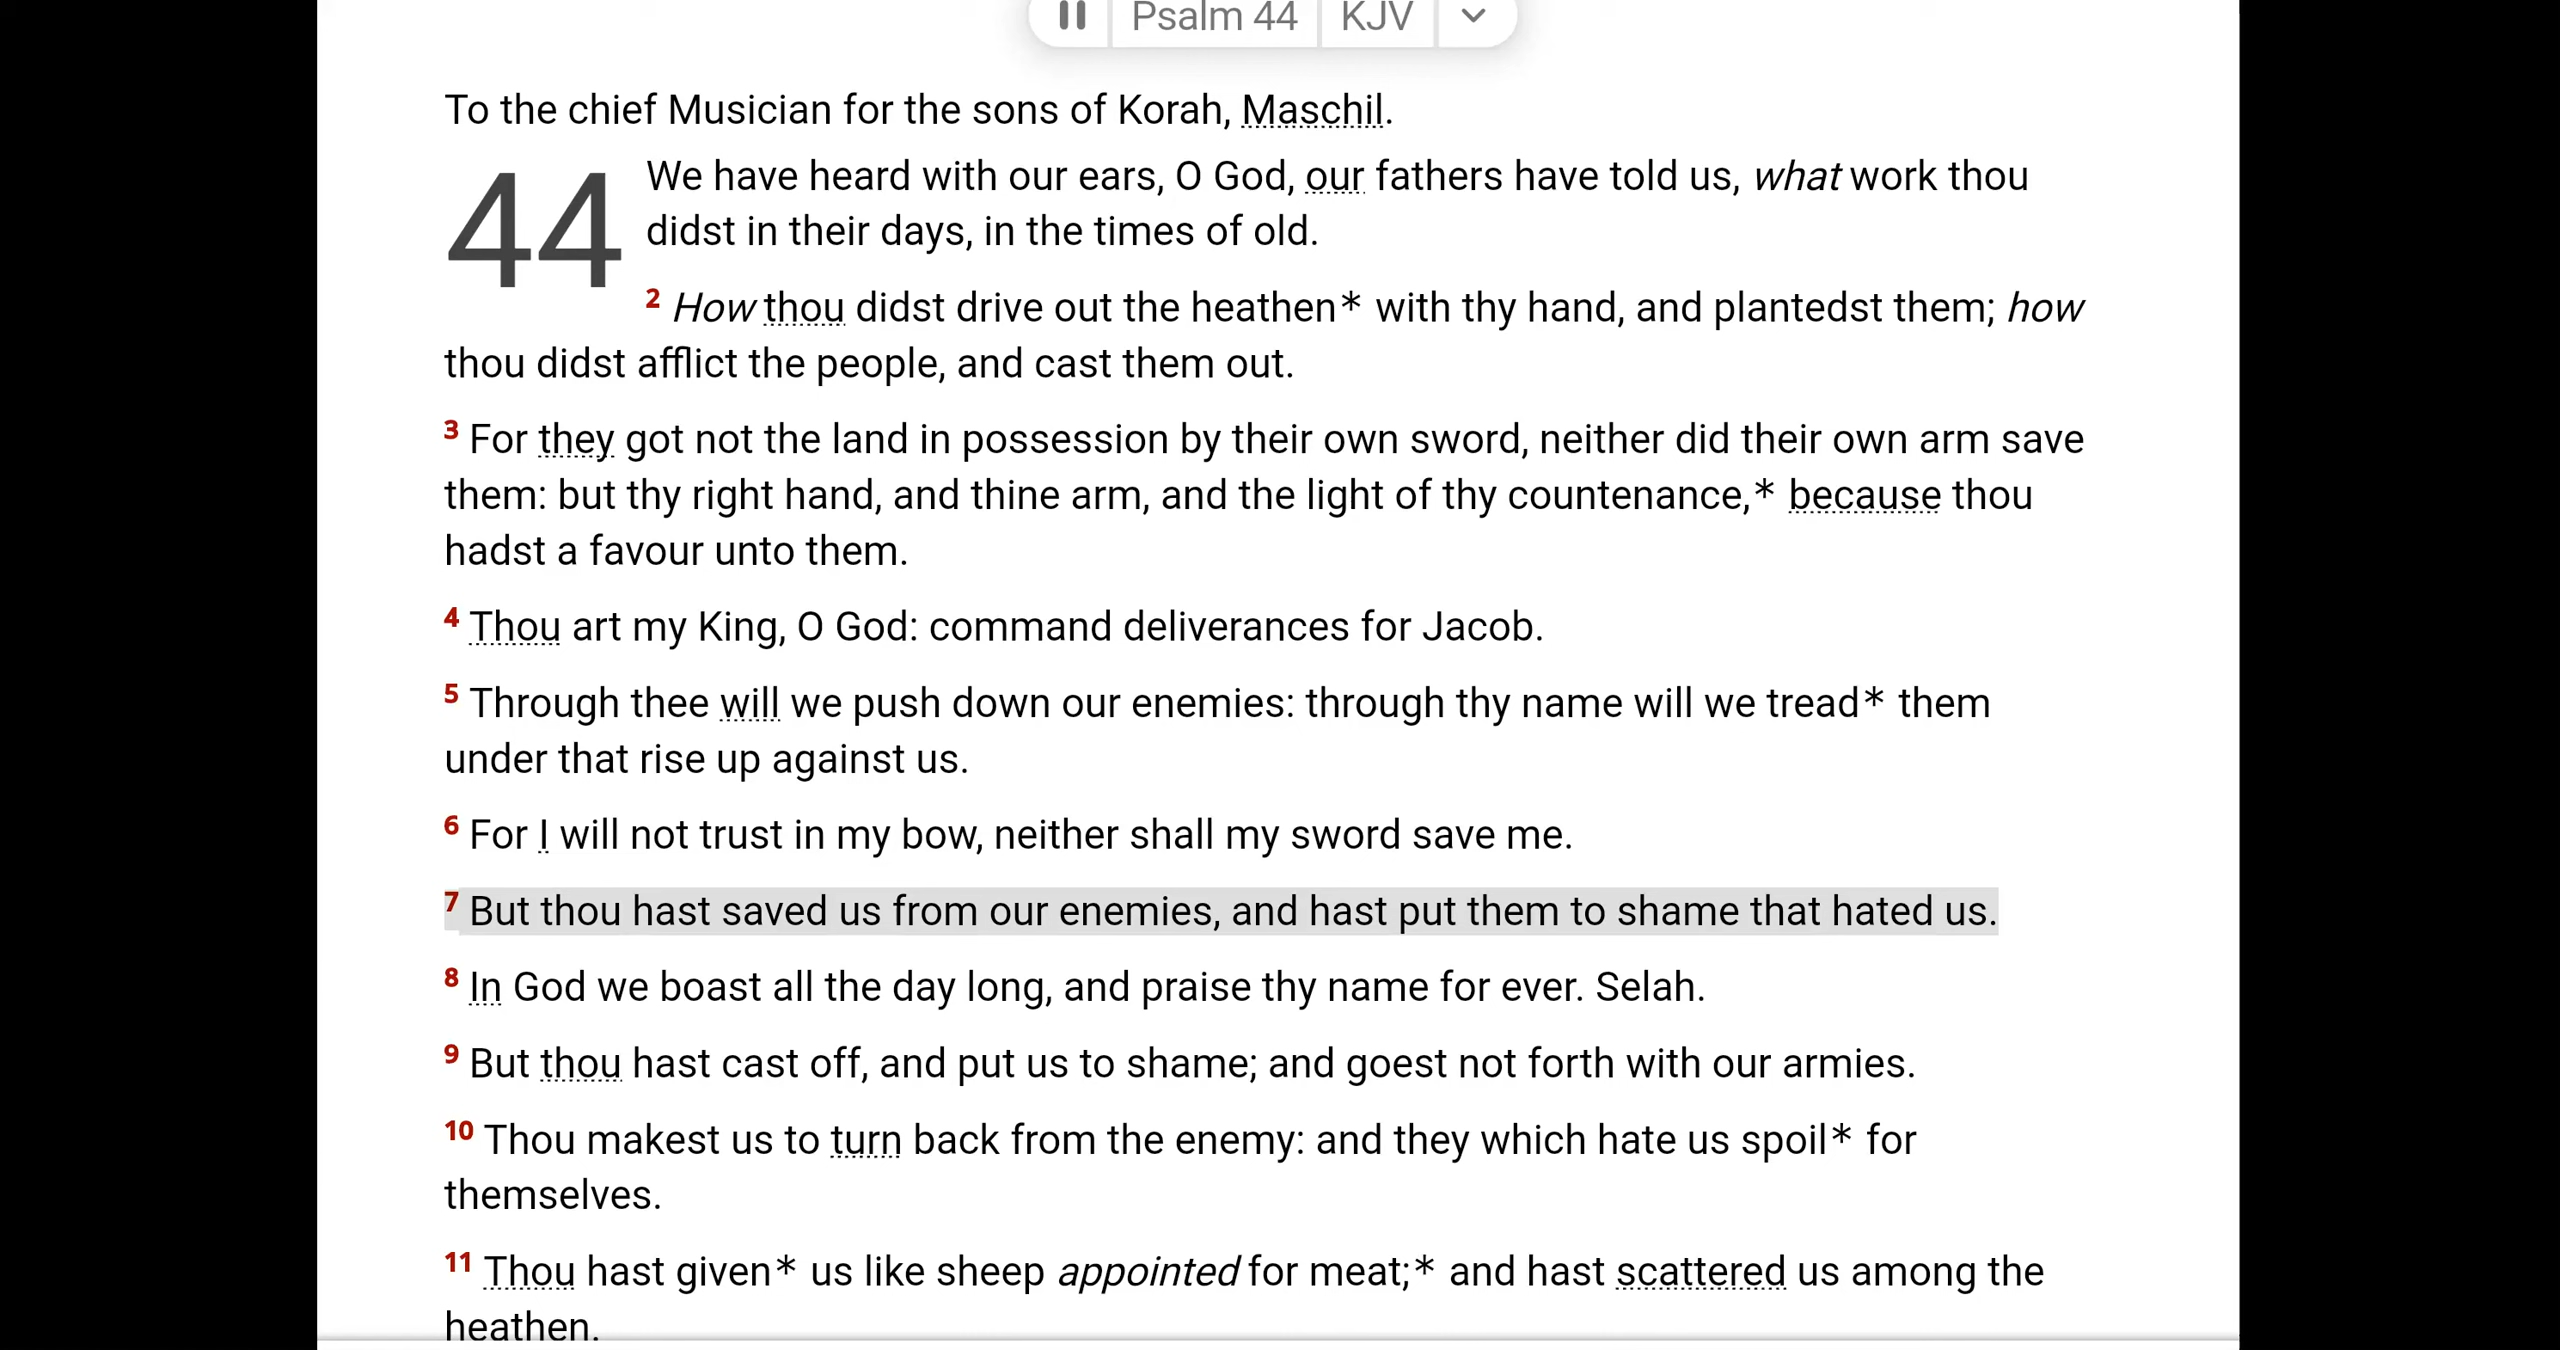 Psalm 44 KJV
To the chief Musician for the sons of Korah, Maschil.
44 We have heard with our ears, O God, our fathers have told us, what work thou
didst in their days, in the times of old.
2 How thou didst drive out the heathen* with thy hand, and plantedst them; how
thou didst afflict the people, and cast them out.
3 For they got not the land in possession by their own sword, neither did their own arm save
them: but thy right hand, and thine arm, and the light of thy countenance,* because thou
hadst a favour unto them.
4 Thou art my King, O God: command deliverances for Jacob.
5 Through thee will we push down our enemies: through thy name will we tread* them
under that rise up against us.
6 For I will not trust in my bow, neither shall my sword save me.
7 But thou hast saved us from our enemies, and hast put them to shame that hated us.
8 In God we boast all the day long, and praise thy name for ever. Selah.
9 But thou hast cast off, and put us to shame; and goest not forth with our armies.
10 Thou makest us to turn back from the enemy: and they which hate us spoil* for
themselves.
11 Thou hast given* us like sheep appointed for meat;* and hast scattered us among the
heathen.